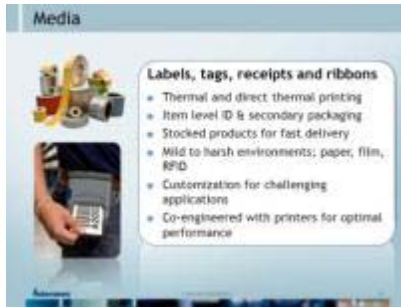 Media
Labels, tags, receipts and ribbons
Thermal and direct thermal printing
Item level ID & secondary packaging
Stocked products for fast delivery
Mild to harsh environments; paper, film,
RFID
Customization for challenging
applications
Co-engineered with printers for optimal
performance